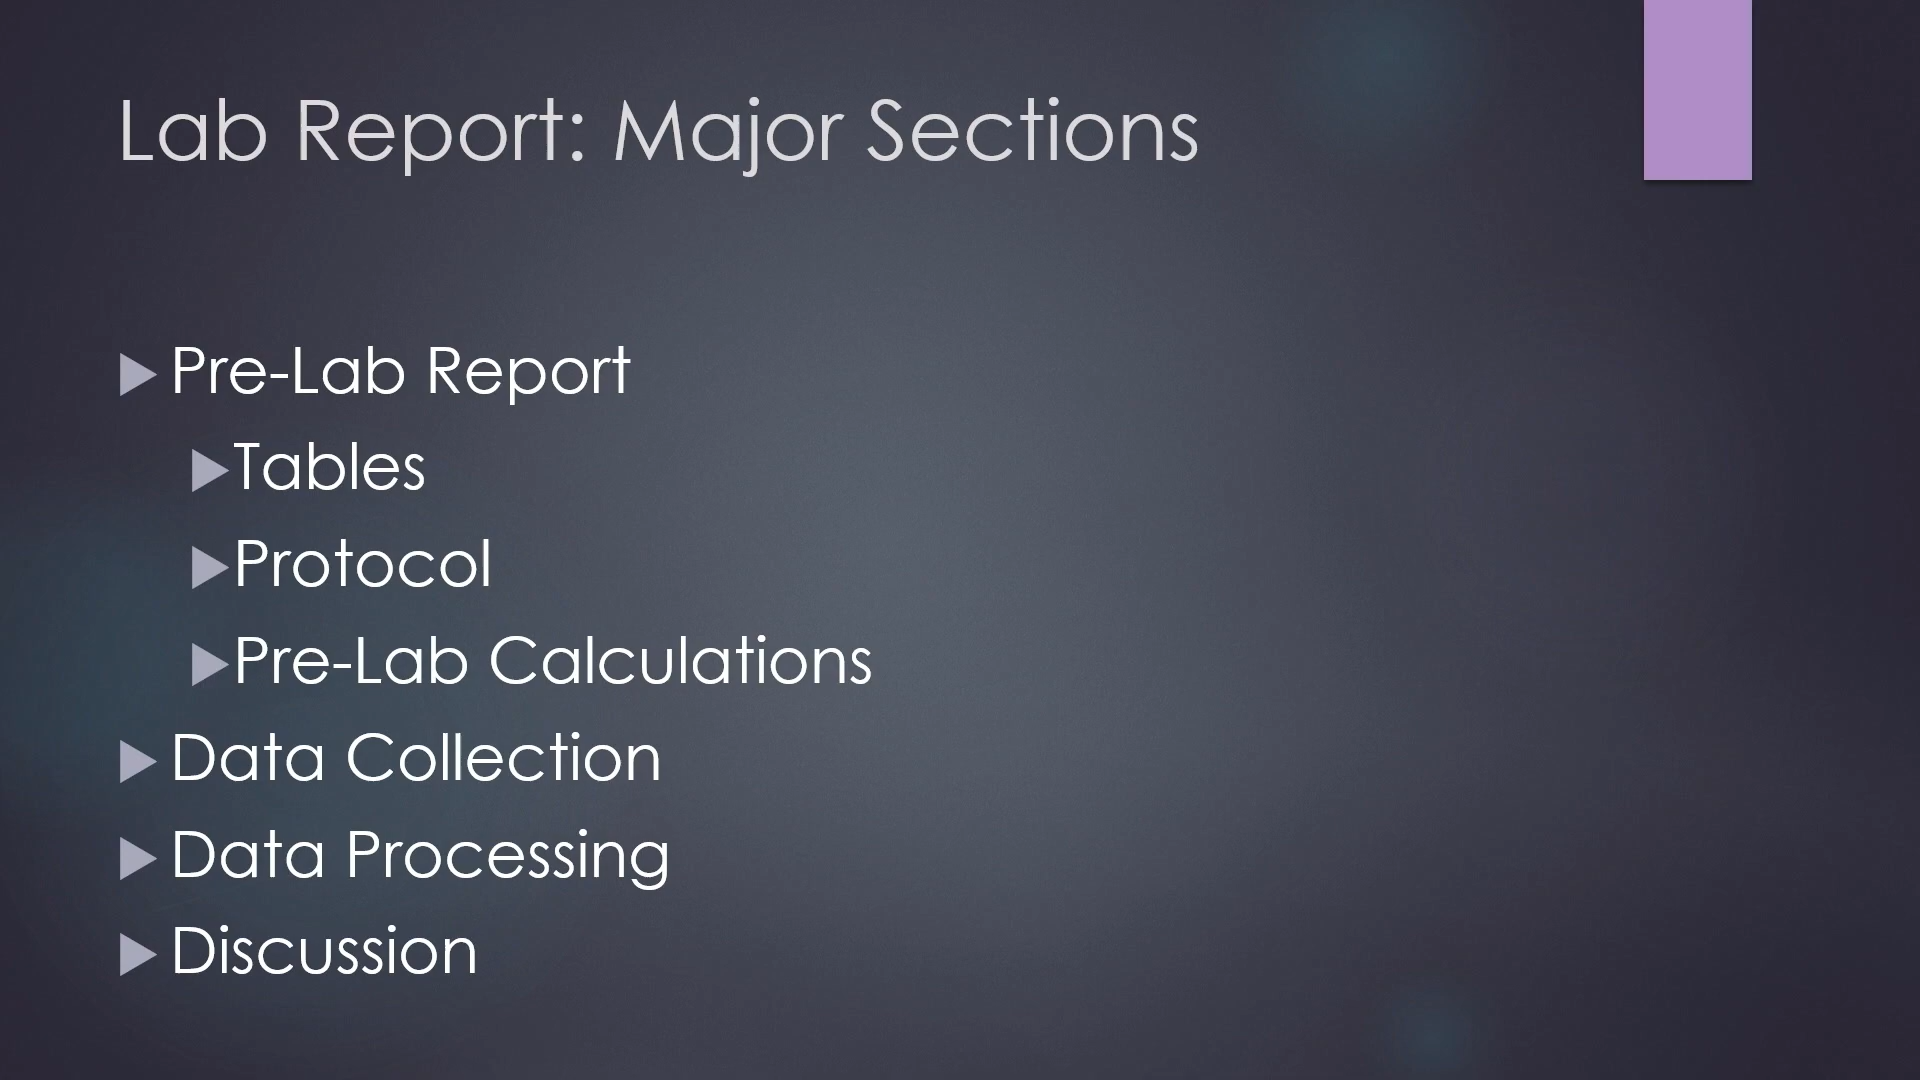 Lab Report: Major Sections
Pre-Lab Report
Tables
Protocol
Pre-Lab Calculations
Data Collection
Data Processing
Discussion